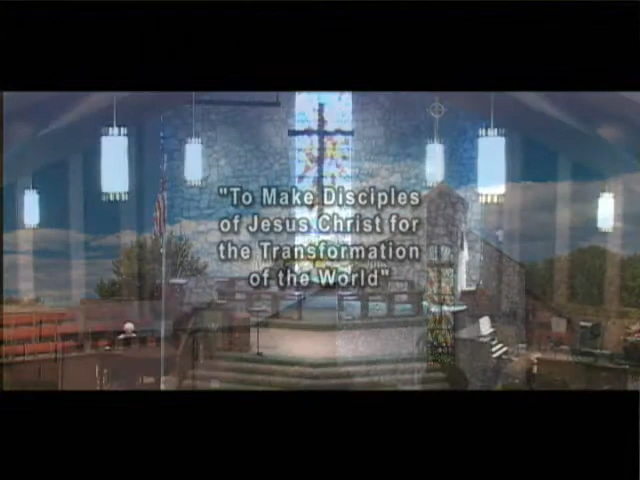 "To Make Disciples
of Jesus Christ for
the Transformation
of the World"